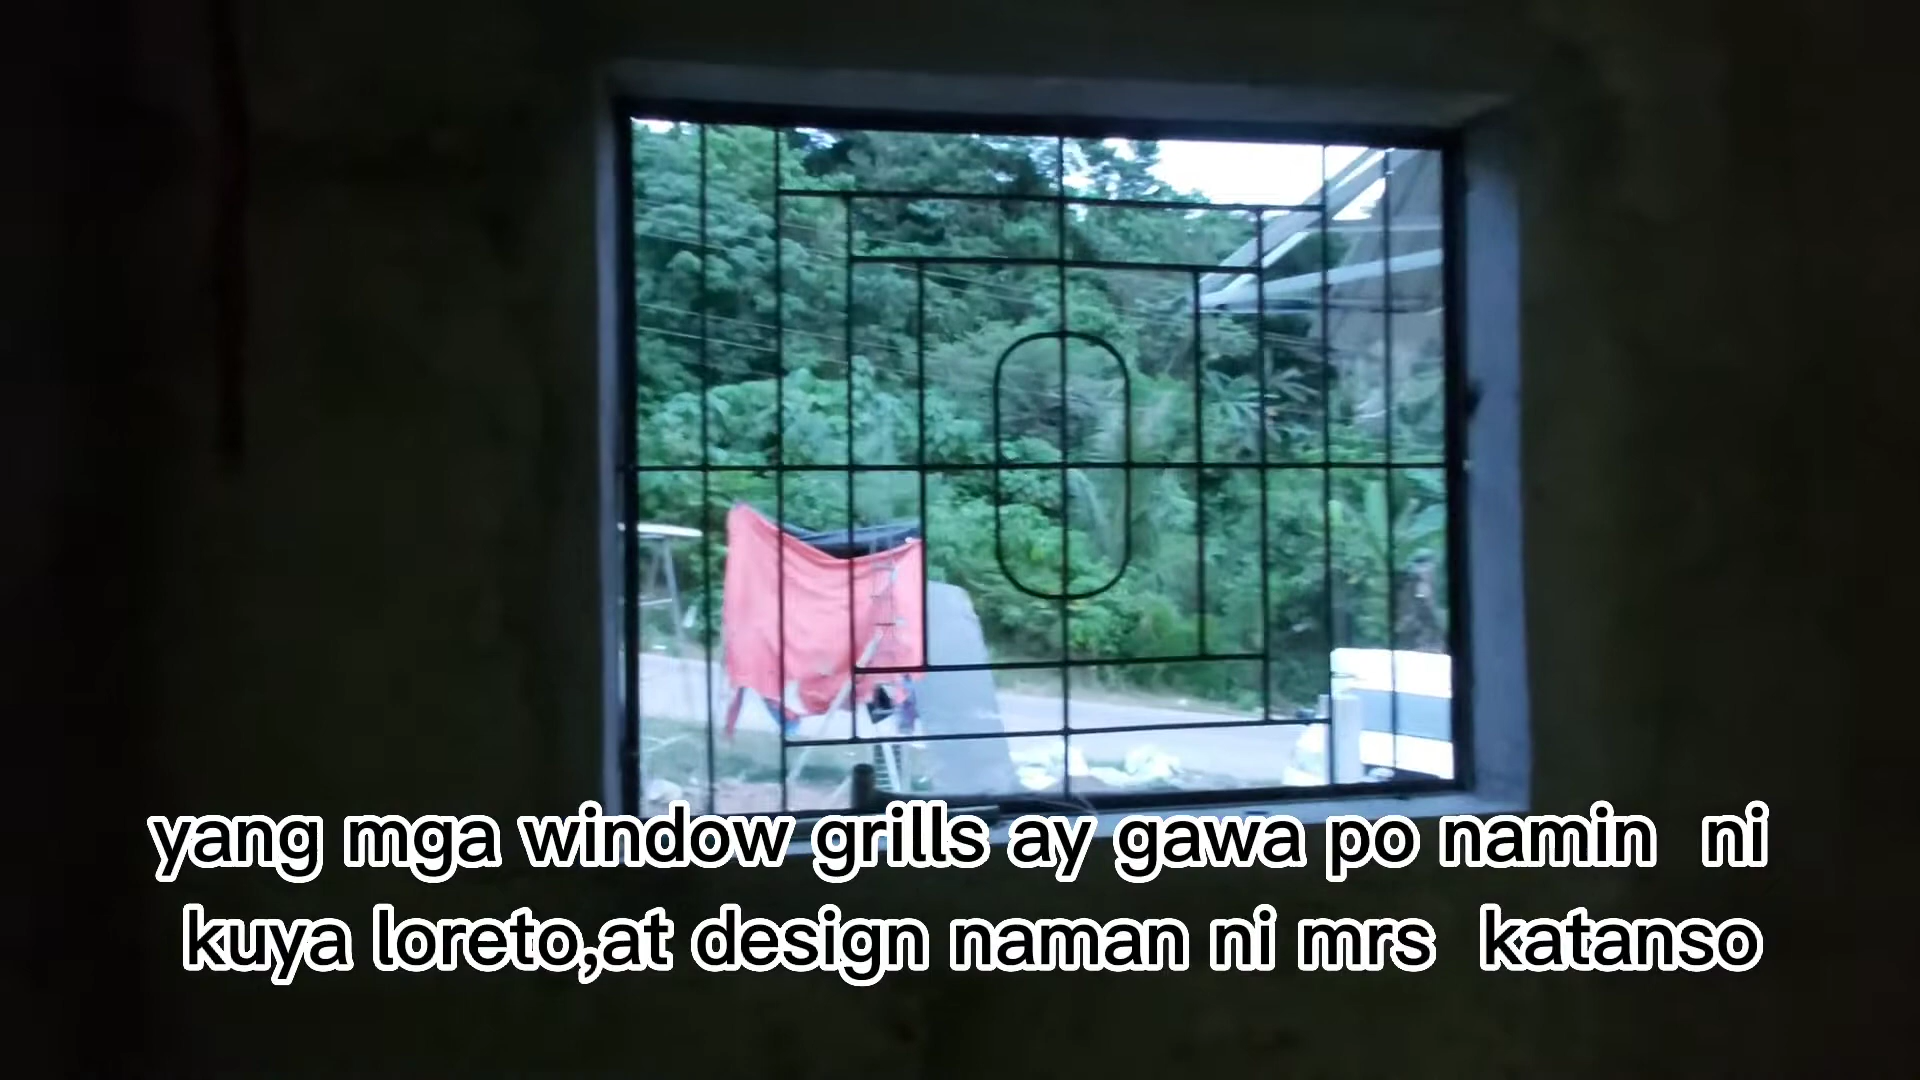 yang mga window grills ay gawa po namin ni
kuya loreto,at design naman ni mrs katanso